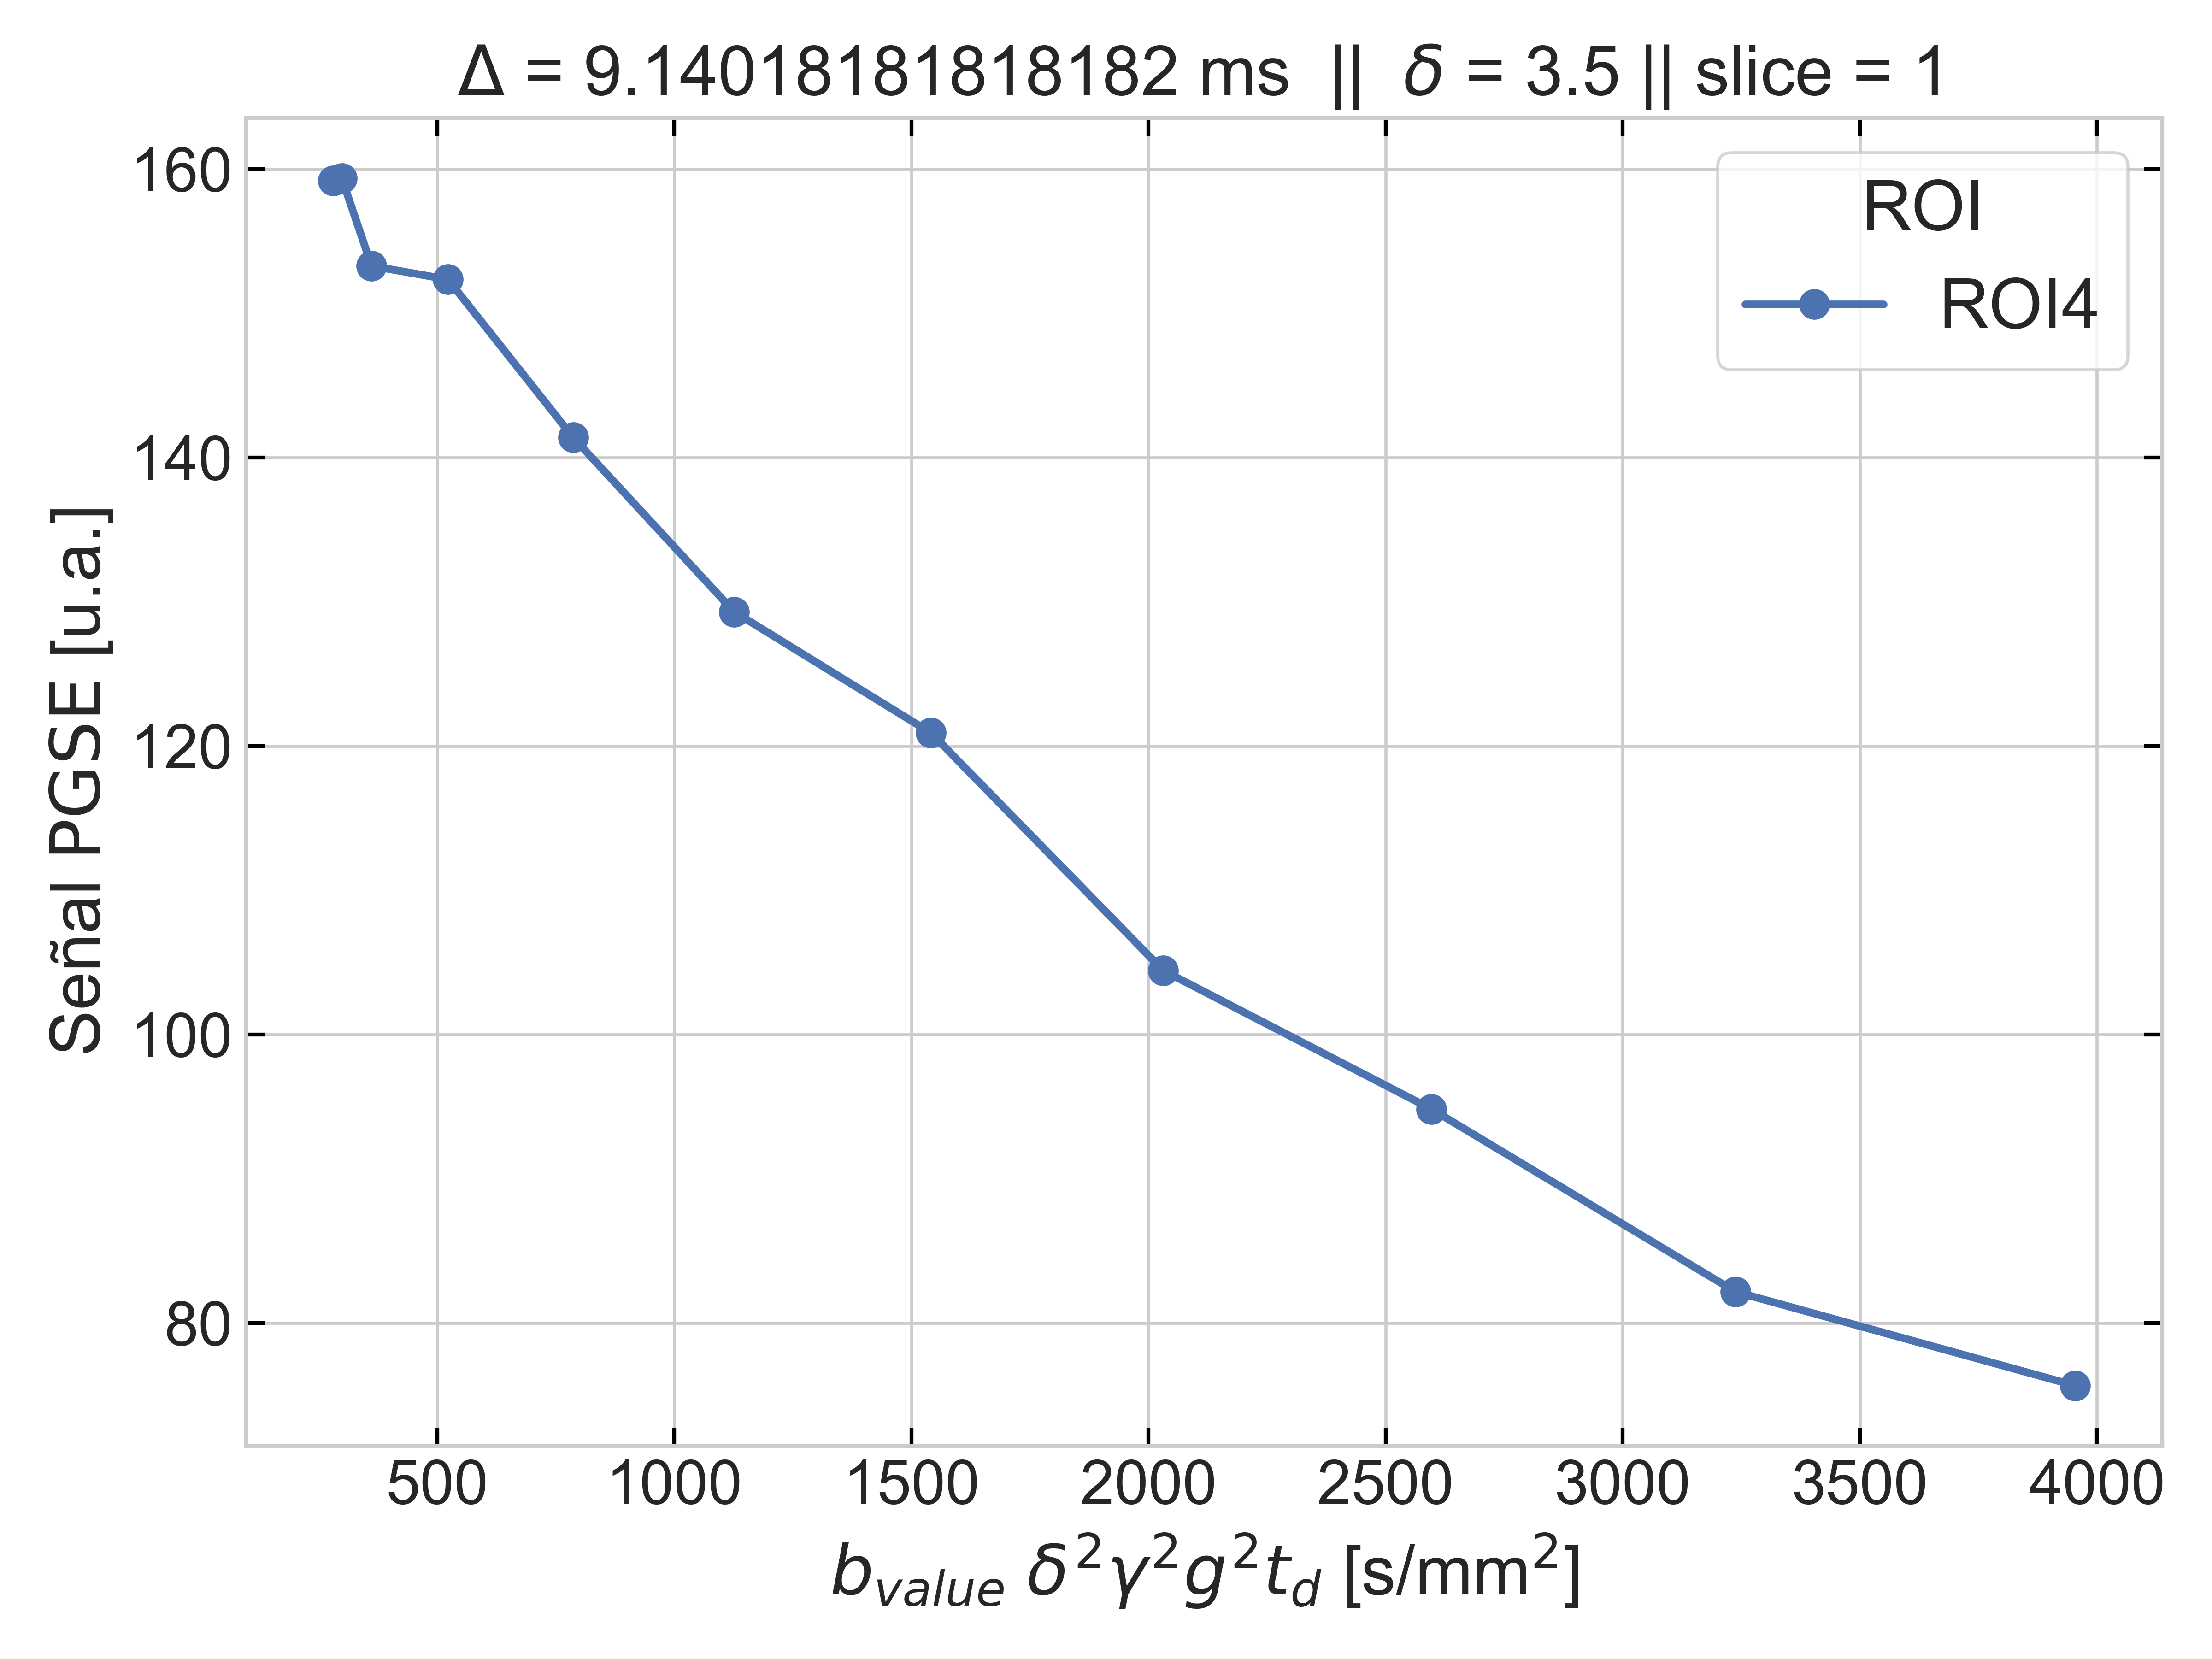 Δ = 9.14018181818182 ms || δ = 3.5 || slice = 1
ROI
ROI4
Señal PGSE [u.a.]
160
140
120
100
80
500 1000 1500 2000 2500 3000 3500 4000
b_value δ²γ²g²t_d [s/mm²]